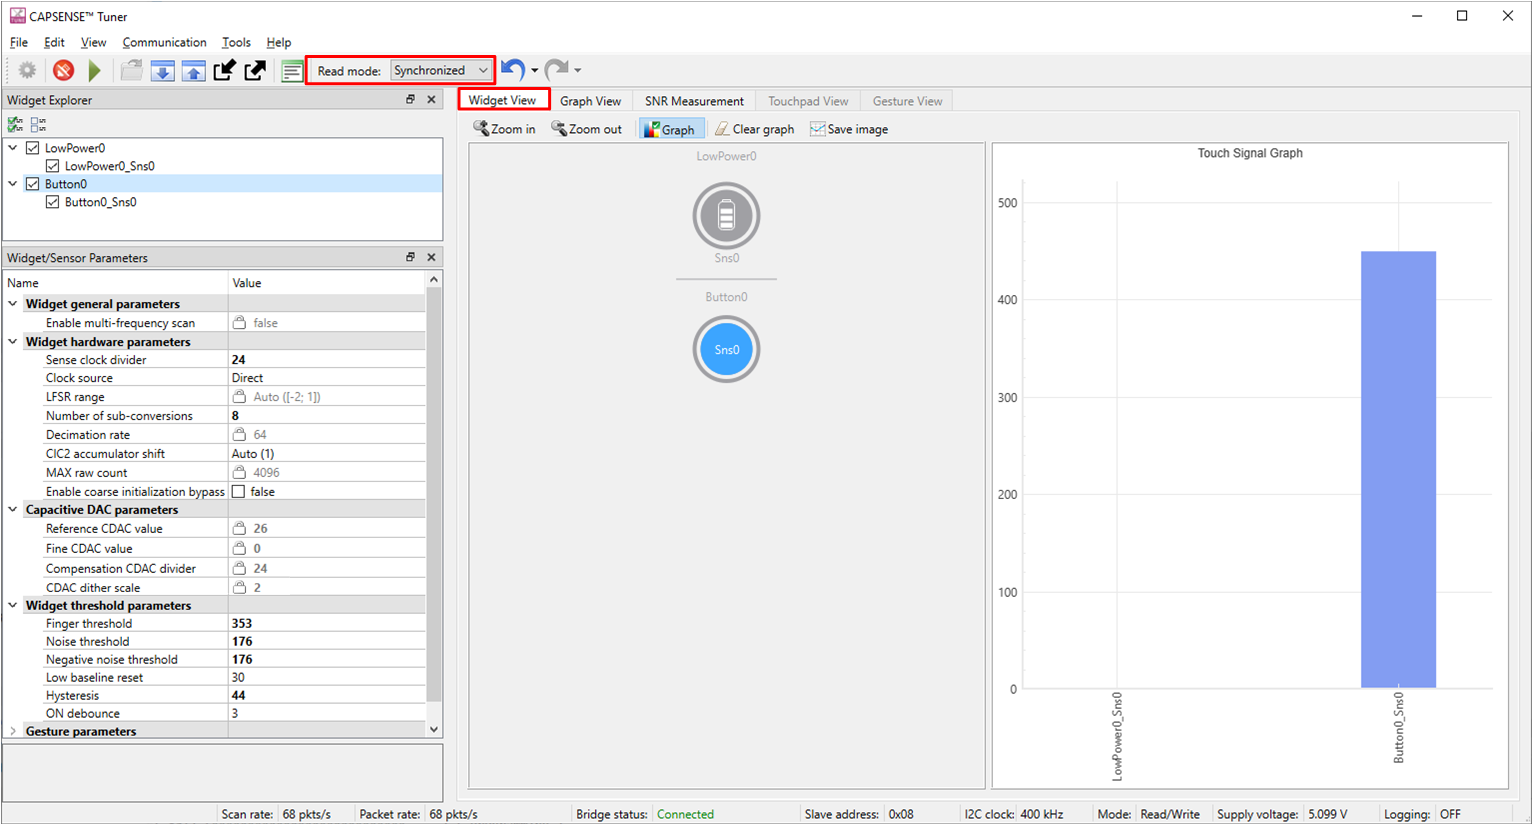 CAPSENSE™ Tuner
File Edit View Communication Tools Help
Read mode: Synchronized
Widget Explorer
LowPower0
LowPower0_Sns0
Button0
Button0_Sns0
Widget/Sensor Parameters
Name Value
Widget general parameters
Enable multi-frequency scan false
Widget hardware parameters
Sense clock divider 24
Clock source Direct
LFSR range Auto ([-2; 1])
Number of sub-conversions 8
Decimation rate 64
CIC2 accumulator shift Auto (1)
MAX raw count 4096
Enable coarse initialization bypass false
Capacitive DAC parameters
Reference CDAC value 26
Fine CDAC value 0
Compensation CDAC divider 24
CDAC dither scale 2
Widget threshold parameters
Finger threshold 353
Noise threshold 176
Negative noise threshold 176
Low baseline reset 30
Hysteresis 44
ON debounce 3
Gesture parameters
Widget View Graph View SNR Measurement Touchpad View Gesture View
Zoom in Zoom out Graph Clear graph Save image
LowPower0
Sns0
Button0
Sns0
Touch Signal Graph
500
400
300
200
100
0
LowPower0_Sns0
Button0_Sns0
Scan rate: 68 pkts/s Packet rate: 68 pkts/s Bridge status: Connected Slave address: 0x08 I2C clock: 400 kHz Mode: Read/Write Supply voltage: 5.099 V Logging: OFF